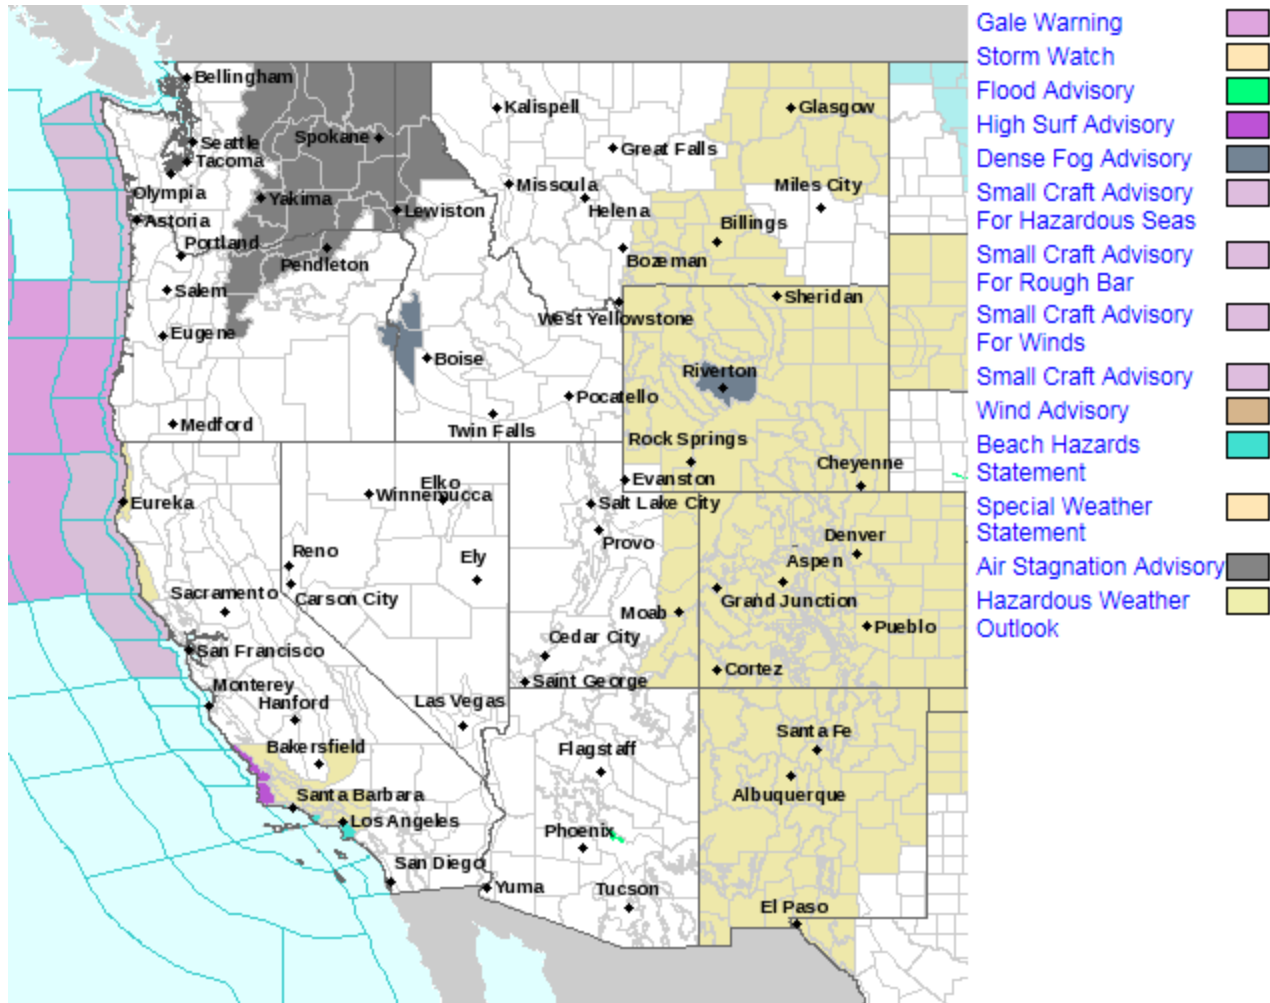 Bellingham
Seattle
Tacoma
Olympia
Astoria
Portland
Salem
Eugene
Medford
Spokane
Yakima
Lewiston
Pendleton
Kalispell
Great Falls
Missoula
Helena
Glasgow
Miles City
Billings
Bozeman
West Yellowstone
Sheridan
Riverton
Boise
Pocatello
Twin Falls
Rock Springs
Evanston
Cheyenne
Eureka
Elko
Winnemucca
Salt Lake City
Provo
Reno
Ely
Carson City
Sacramento
San Francisco
Denver
Aspen
Grand Junction
Moab
Pueblo
Cedar City
Cortez
Saint George
Monterey
Hanford
Las Vegas
Bakersfield
Flagstaff
Santa Fe
Albuquerque
Santa Barbara
Los Angeles
Phoenix
San Diego
Yuma
Tucson
El Paso
Gale Warning
Storm Watch
Flood Advisory
High Surf Advisory
Dense Fog Advisory
Small Craft Advisory
For Hazardous Seas
Small Craft Advisory
For Rough Bar
Small Craft Advisory
For Winds
Small Craft Advisory
Wind Advisory
Beach Hazards
Statement
Special Weather
Statement
Air Stagnation Advisory
Hazardous Weather
Outlook